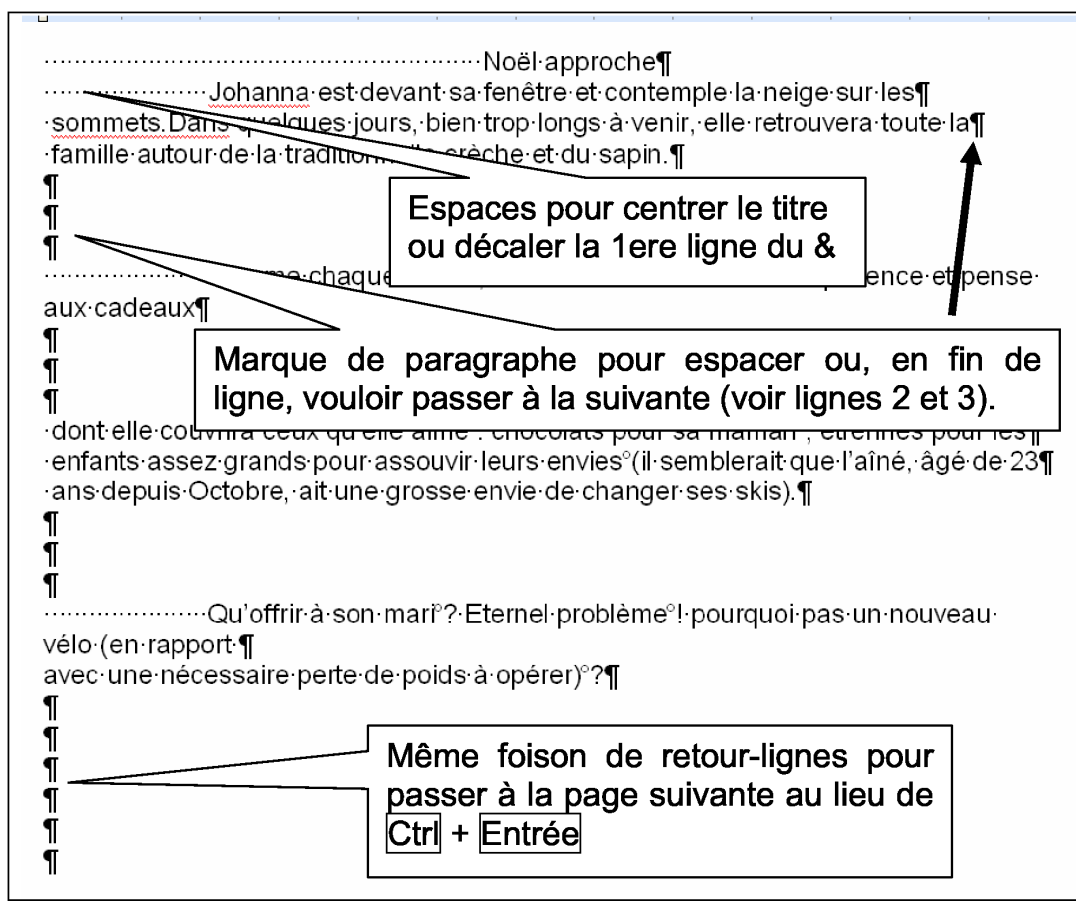 Noël approche¶
Johanna est devant sa fenêtre et contemple la neige sur les¶
sommets.Dans quelques jours, bien trop longs à venir, elle retrouvera toute la¶
famille autour de la traditionnelle crèche et du sapin.¶
¶
¶
¶
Espaces pour centrer le titre
ou décaler la 1ere ligne du &
chaque et pense
aux cadeaux¶
¶
¶
¶
Marque de paragraphe pour espacer ou, en fin de
ligne, vouloir passer à la suivante (voir lignes 2 et 3).
dont elle couvrira ceux qu'elle aime : chocolats pour sa maman ; étrennes pour les¶
enfants assez grands pour assouvir leurs envies°(il semblerait que l’aîné, âgé de 23¶
ans depuis Octobre, ait une grosse envie de changer ses skis).¶
¶
¶
¶
Qu’offrir à son mari°? Eternel problème°! pourquoi pas un nouveau
vélo (en rapport ¶
avec une nécessaire perte de poids à opérer)°?¶
¶
¶
¶
¶
¶
¶
Même foison de retour-lignes pour
passer à la page suivante au lieu de
Ctrl + Entrée